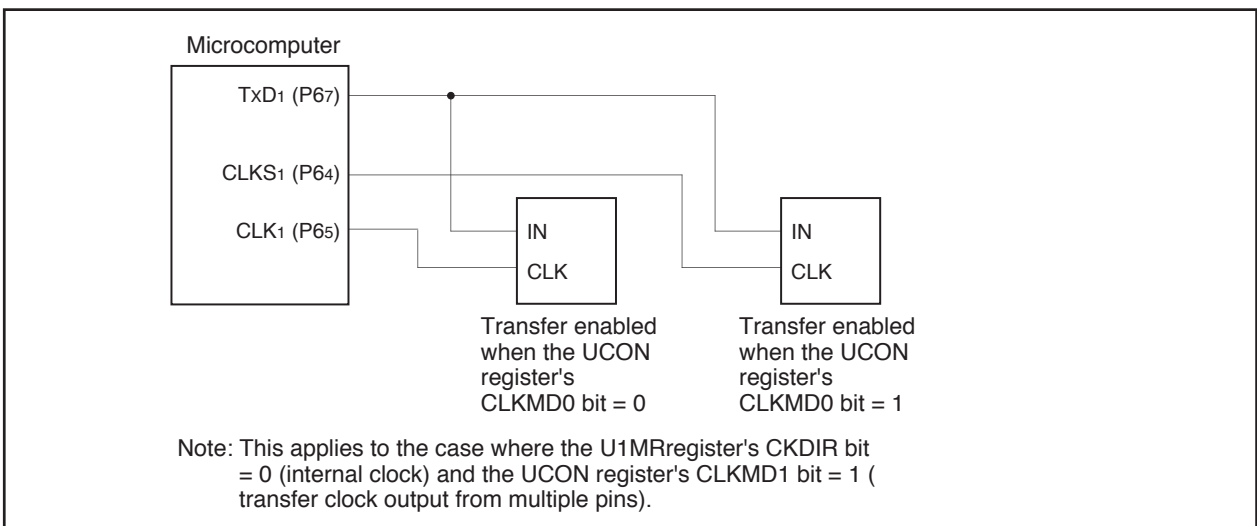 Microcomputer
TxD1 (P67)
CLKS1 (P64)
CLK1 (P65)
IN
CLK
IN
CLK
Transfer enabled
when the UCON
register's
CLKMD0 bit = 0
Transfer enabled
when the UCON
register's
CLKMD0 bit = 1
Note: This applies to the case where the U1MRregister's CKDIR bit
= 0 (internal clock) and the UCON register's CLKMD1 bit = 1 (
transfer clock output from multiple pins).